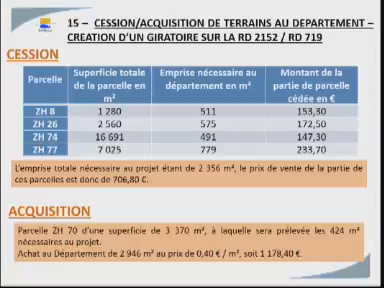 15 – CESSION/ACQUISITION DE TERRAINS AU DEPARTEMENT –
CREATION D'UN GIRATOIRE SUR LA RD 2152 / RD 719
CESSION
Parcelle | Superficie totale de la parcelle en m² | Emprise nécessaire au département en m² | Montant de la partie de parcelle cédée en €
ZH 8 | 1 280 | 511 | 153,30
ZH 26 | 2 560 | 575 | 172,50
ZH 74 | 16 691 | 491 | 147,30
ZH 77 | 7 025 | 779 | 233,70
L'emprise totale nécessaire au projet étant de 2 356 m², le prix de vente de la partie de
ces parcelles est donc de 706,80 €.
ACQUISITION
Parcelle ZH 70 d'une superficie de 3 370 m², à laquelle sera prélevée les 424 m²
nécessaires au projet.
Achat au Département de 2 946 m² au prix de 0,40 € / m², soit 1 178,40 €.